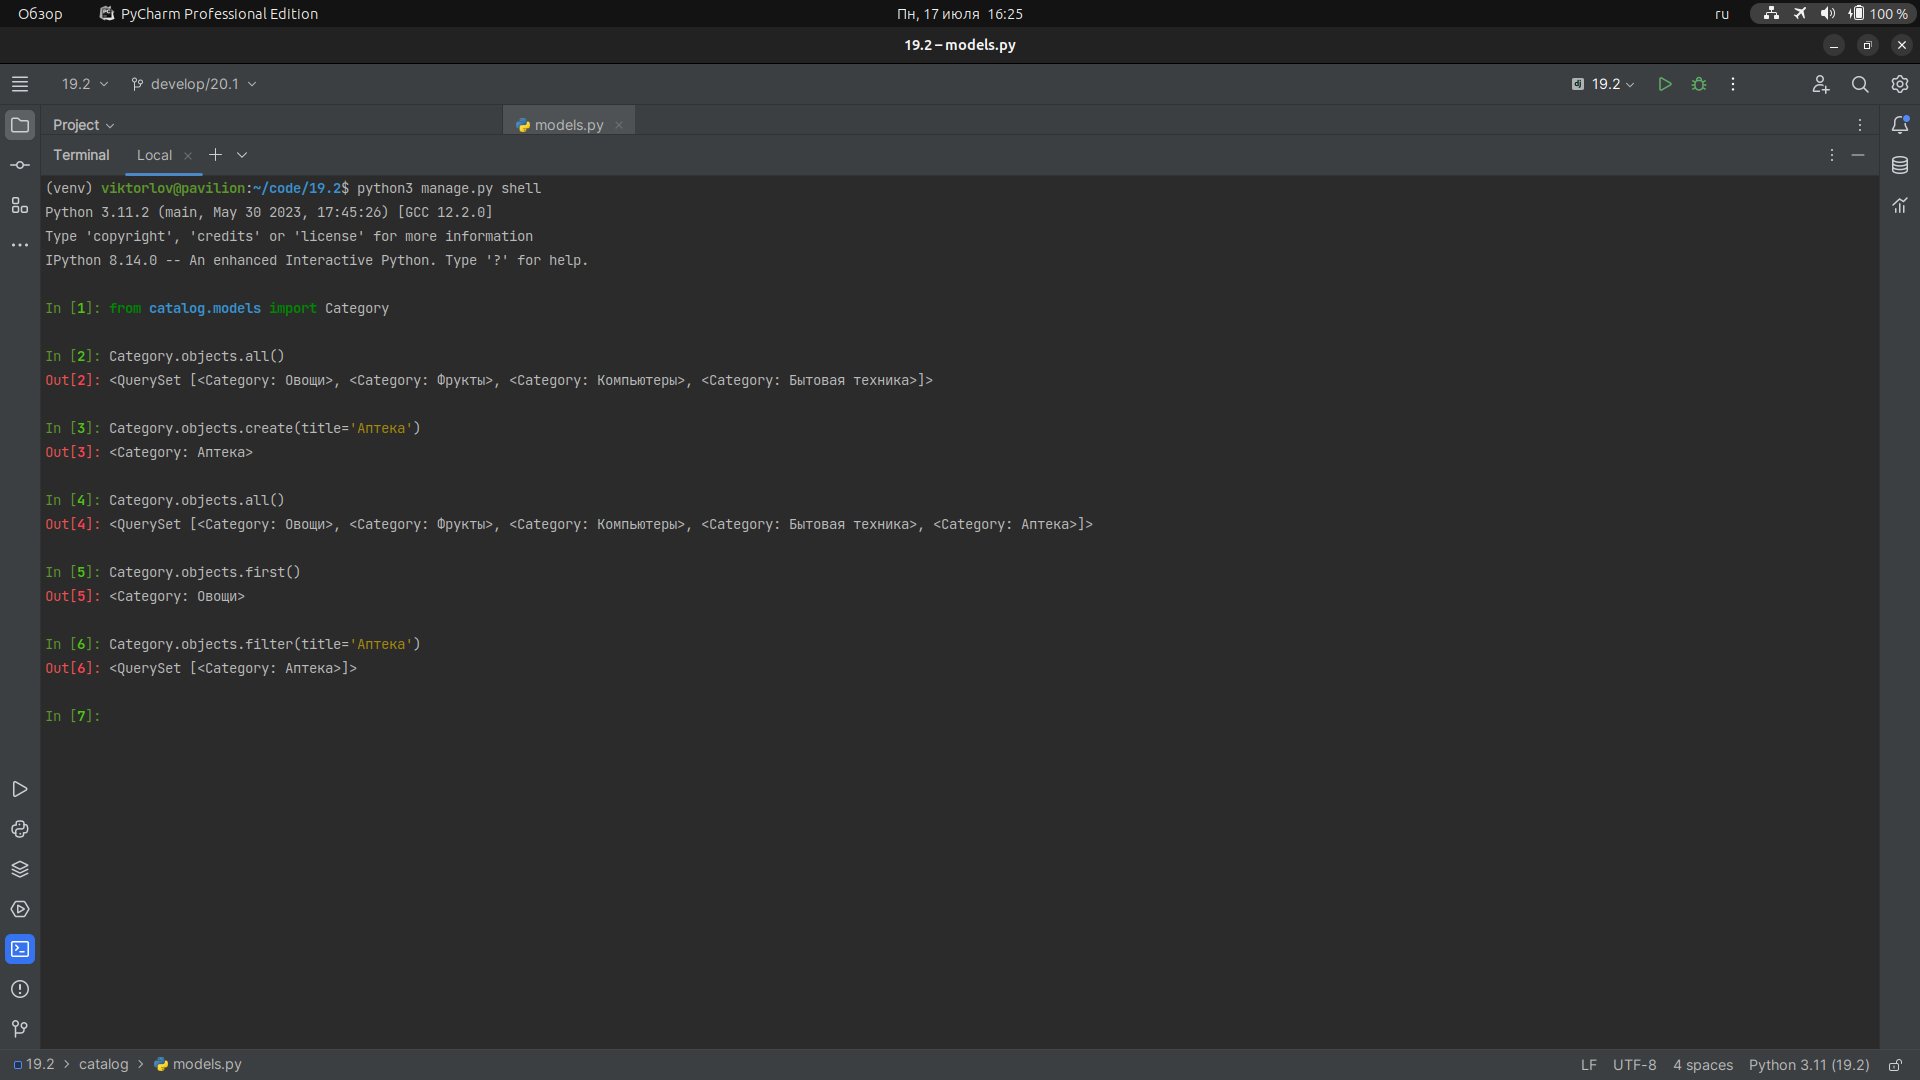 Обзор PyCharm Professional Edition Пн, 17 июля 16:25 ru 100 %
19.2 – models.py
19.2 develop/20.1 19.2
Project models.py
Terminal Local
(venv) viktorlov@pavilion:~/code/19.2$ python3 manage.py shell
Python 3.11.2 (main, May 30 2023, 17:45:26) [GCC 12.2.0]
Type 'copyright', 'credits' or 'license' for more information
IPython 8.14.0 -- An enhanced Interactive Python. Type '?' for help.
In [1]: from catalog.models import Category
In [2]: Category.objects.all()
Out[2]: <QuerySet [<Category: Овощи>, <Category: Фрукты>, <Category: Компьютеры>, <Category: Бытовая техника>]>
In [3]: Category.objects.create(title='Аптека')
Out[3]: <Category: Аптека>
In [4]: Category.objects.all()
Out[4]: <QuerySet [<Category: Овощи>, <Category: Фрукты>, <Category: Компьютеры>, <Category: Бытовая техника>, <Category: Аптека>]>
In [5]: Category.objects.first()
Out[5]: <Category: Овощи>
In [6]: Category.objects.filter(title='Аптека')
Out[6]: <QuerySet [<Category: Аптека>]>
In [7]:
19.2 > catalog > models.py LF UTF-8 4 spaces Python 3.11 (19.2)